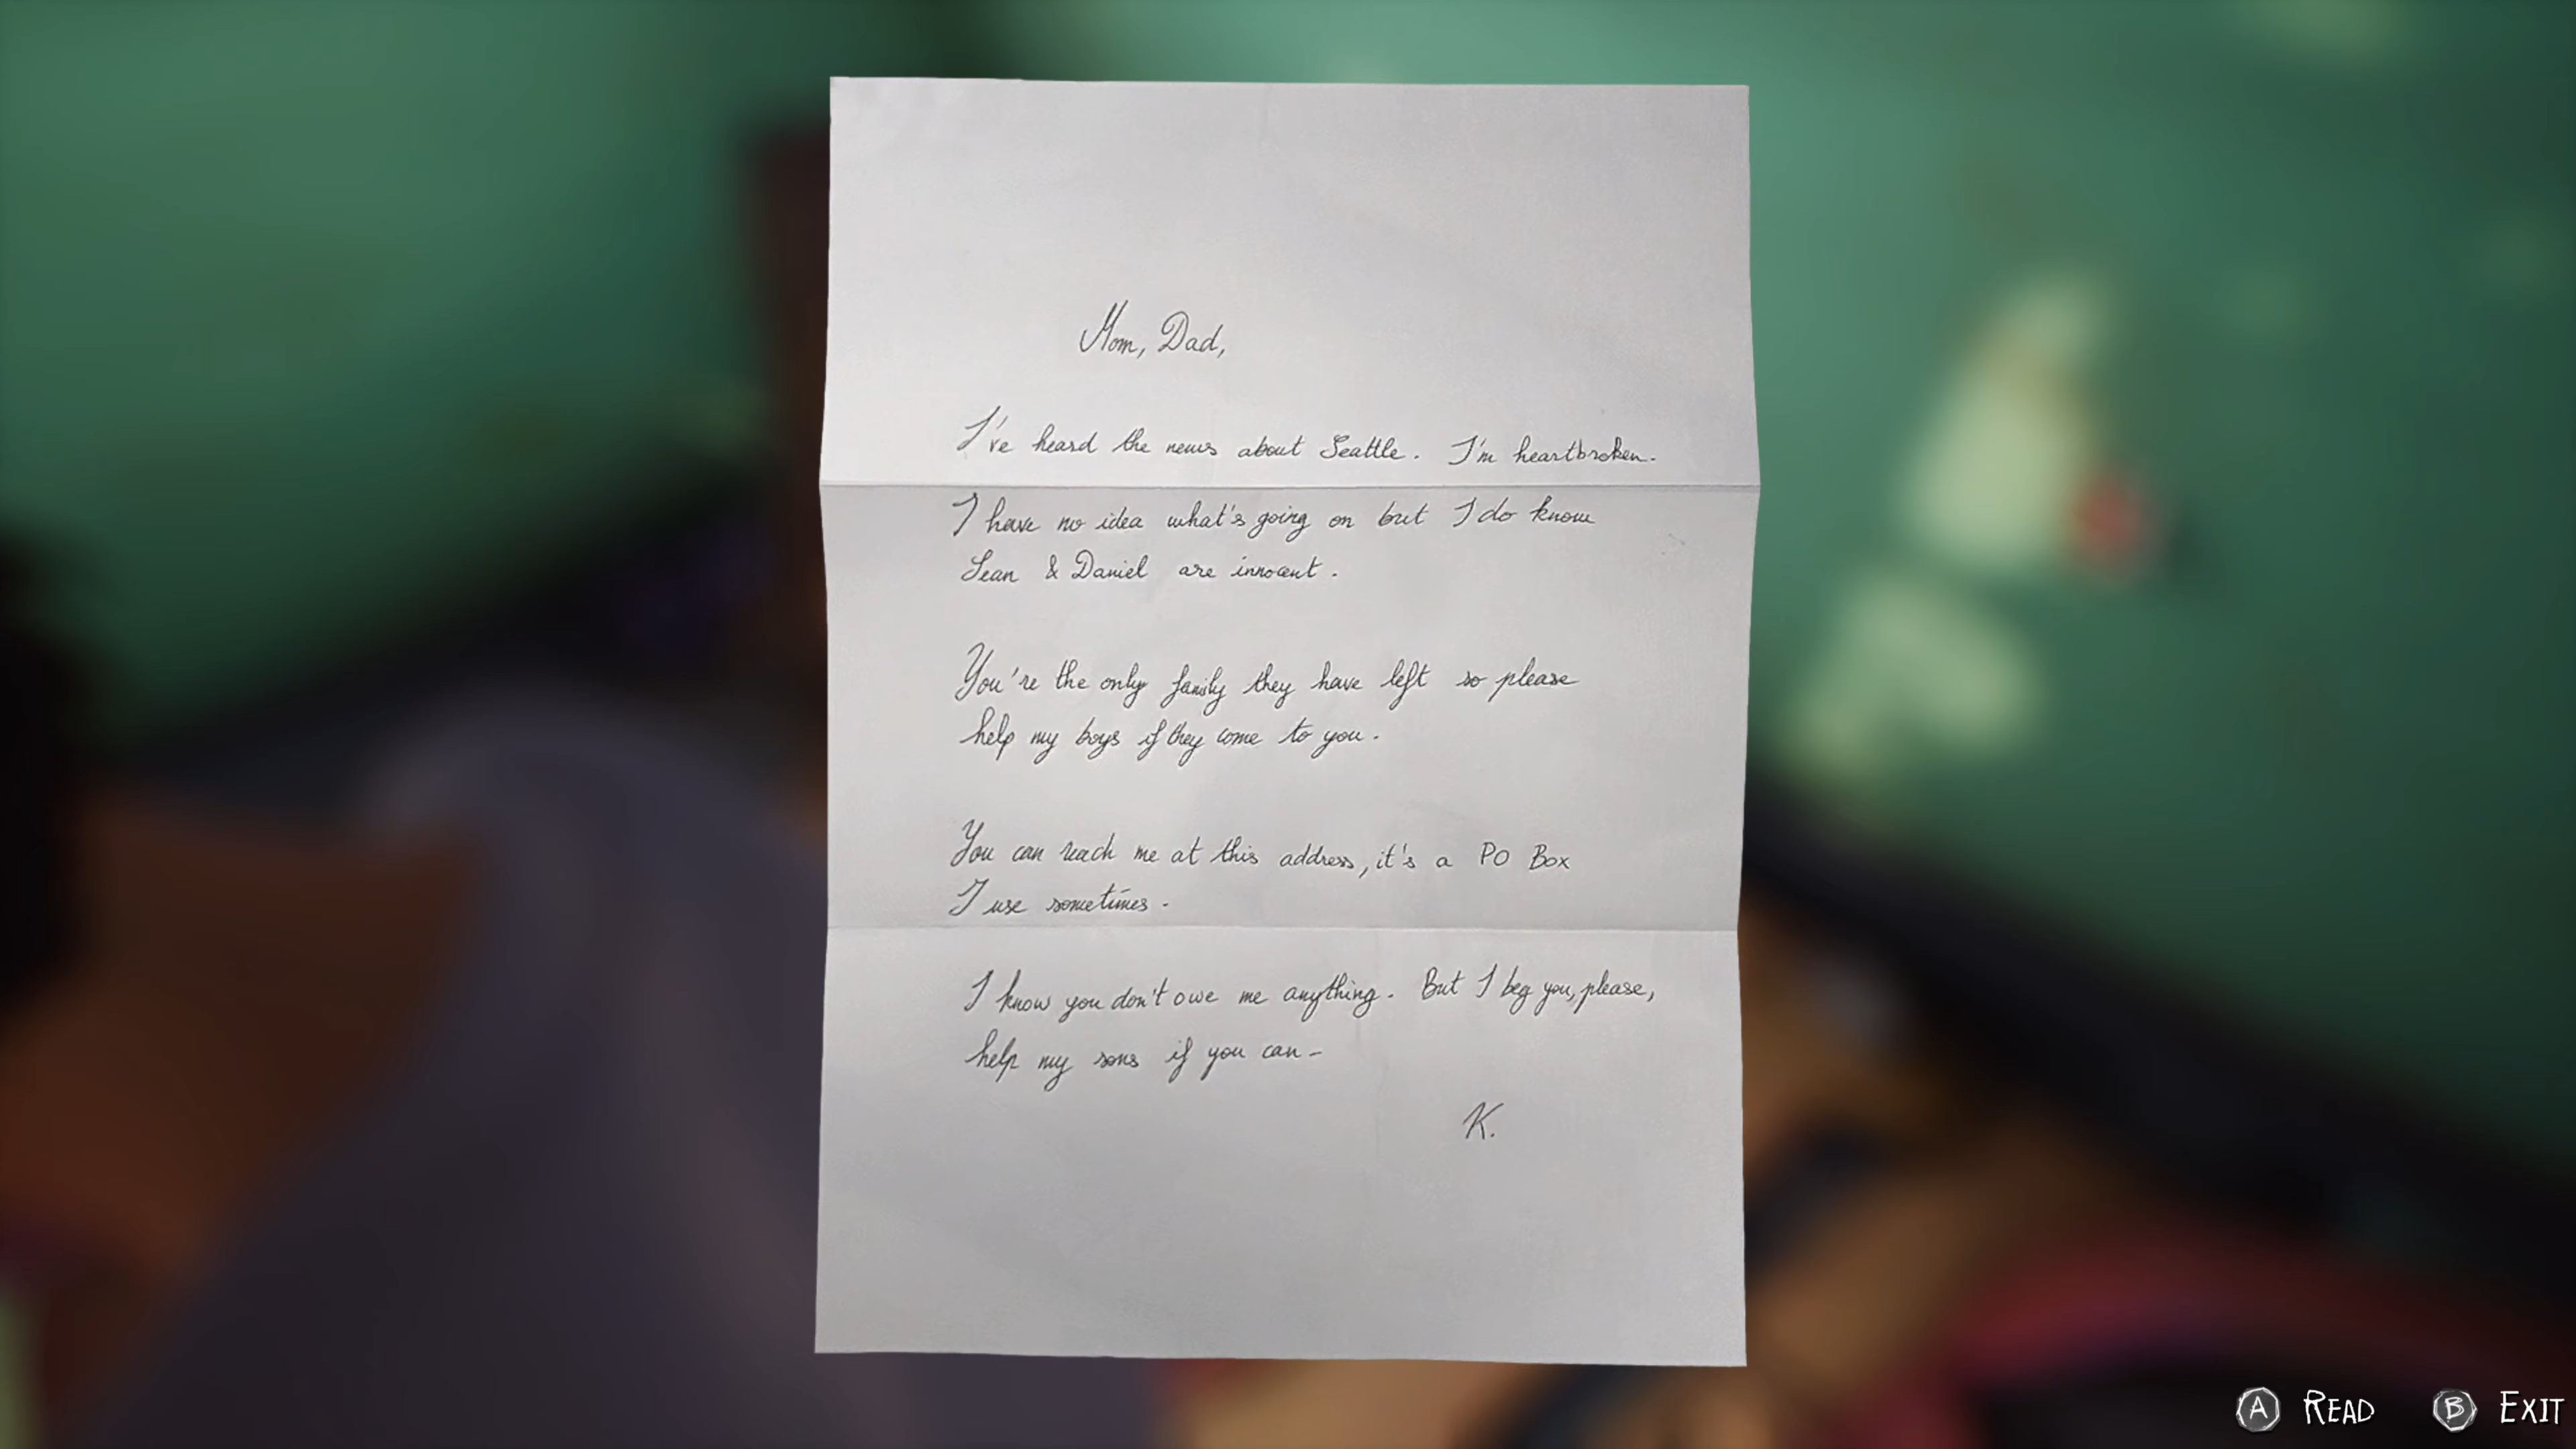 Mom, Dad,
I've heard the news about Seattle. I'm heartbroken.
I have no idea what's going on but I do know
Sean & Daniel are innocent.
You're the only family they have left so please
help my boys if they come to you.
You can reach me at this address, it's a PO Box
I use sometimes.
I know you don't owe me anything. But I beg you, please,
help my sons if you can-
K.
A READ B EXIT